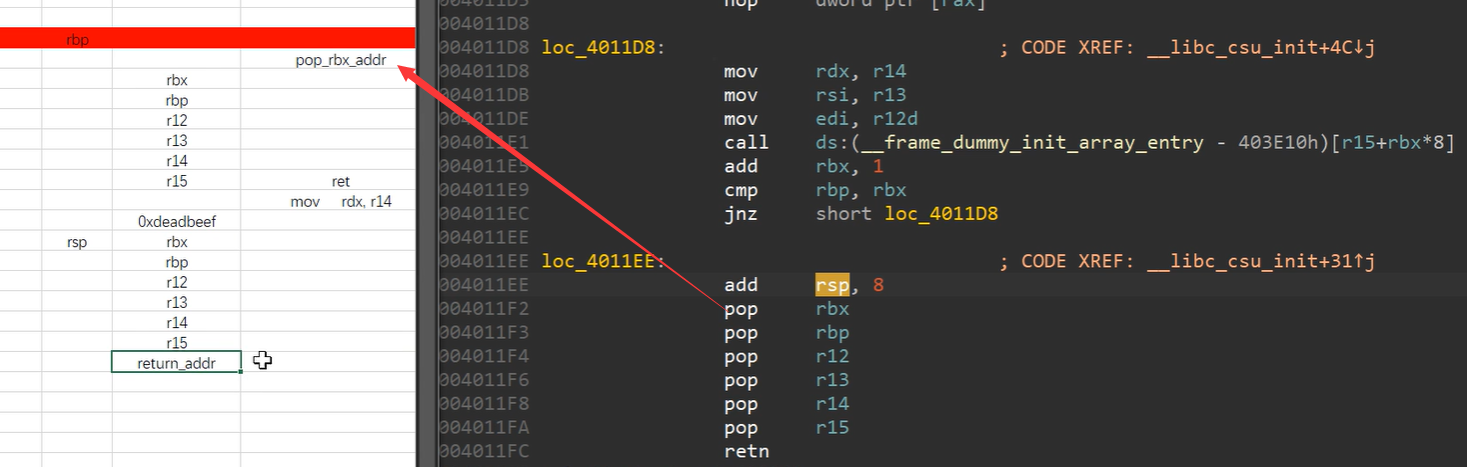 rbp
pop_rbx_addr
rbx
rbp
r12
r13
r14
r15 ret
mov rdx, r14
0xdeadbeef
rsp rbx
rbp
r12
r13
r14
r15
return_addr
004011D5 nop dword ptr [rax]
004011D8
004011D8 loc_4011D8: ; CODE XREF: __libc_csu_init+4C↓j
004011D8 mov rdx, r14
004011DB mov rsi, r13
004011DE mov edi, r12d
004011E1 call ds:(__frame_dummy_init_array_entry - 403E10h)[r15+rbx*8]
004011E5 add rbx, 1
004011E9 cmp rbp, rbx
004011EC jnz short loc_4011D8
004011EE
004011EE loc_4011EE: ; CODE XREF: __libc_csu_init+31↑j
004011EE add rsp, 8
004011F2 pop rbx
004011F3 pop rbp
004011F4 pop r12
004011F6 pop r13
004011F8 pop r14
004011FA pop r15
004011FC retn